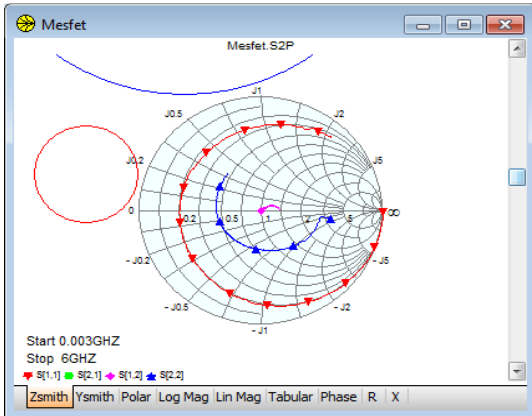 Mesfet
Mesfet.S2P
J1
J0.5
J2
J0.2
J5
0
0.2
0.5
1
2
5
∞
- J0.2
- J5
- J0.5
- J2
- J1
Start 0.003GHZ
Stop 6GHZ
S[1,1] S[2,1] S[1,2] S[2,2]
Zsmith Ysmith Polar Log Mag Lin Mag Tabular Phase R X